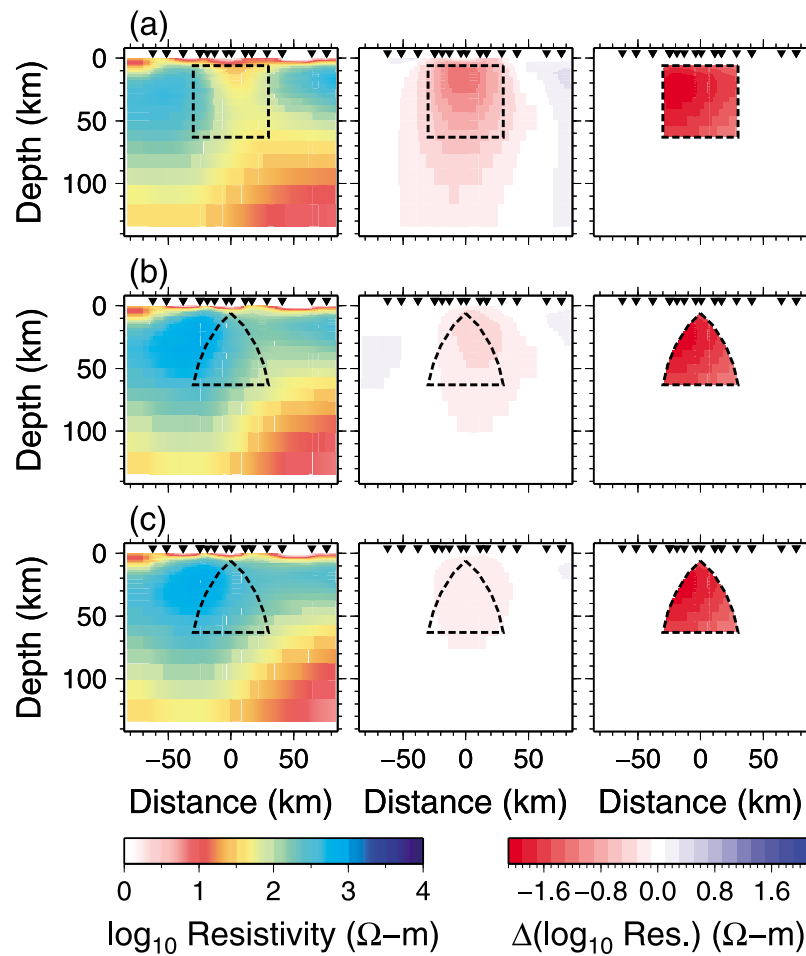 (a)
0
50
100
Depth (km)
(b)
0
50
100
Depth (km)
(c)
0
50
100
Depth (km)
−50 0 50 −50 0 50 −50 0 50
Distance (km) Distance (km) Distance (km)
0 1 2 3 4 −1.6 −0.8 0.0 0.8 1.6
log₁₀ Resistivity (Ω−m) Δ(log₁₀ Res.) (Ω−m)